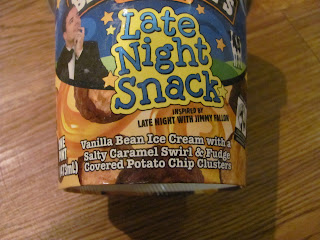 Late
Night
Snack
INSPIRED BY
LATE NIGHT WITH JIMMY FALLON
Vanilla Bean Ice Cream with a
Salty Caramel Swirl & Fudge
Covered Potato Chip Clusters
473mL)